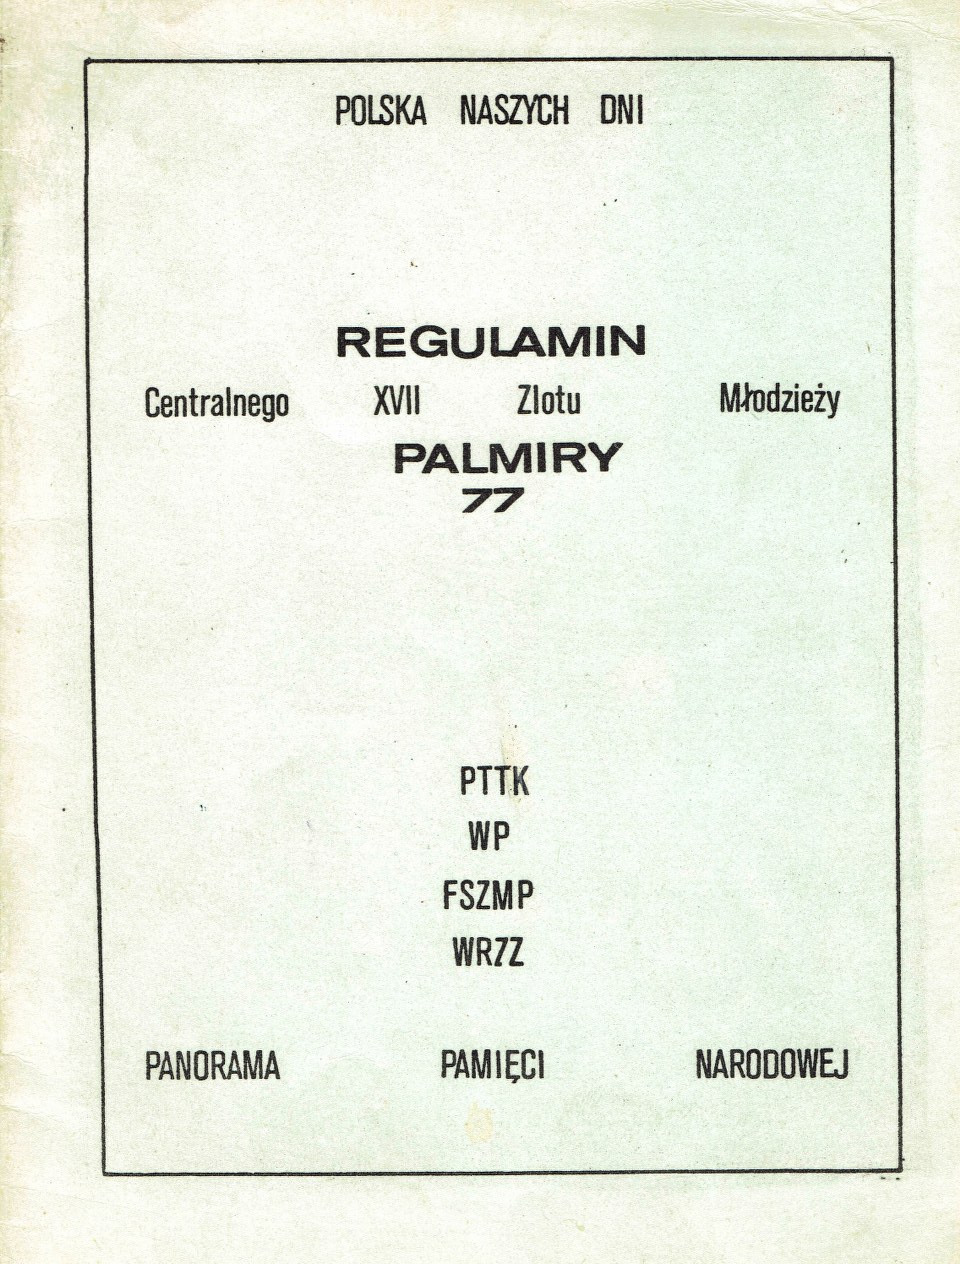 POLSKA NASZYCH DNI
REGULAMIN
Centralnego XVII Zlotu Młodzieży
PALMIRY
77
PTTK
WP
FSZMP
WRZZ
PANORAMA PAMIĘCI NARODOWEJ